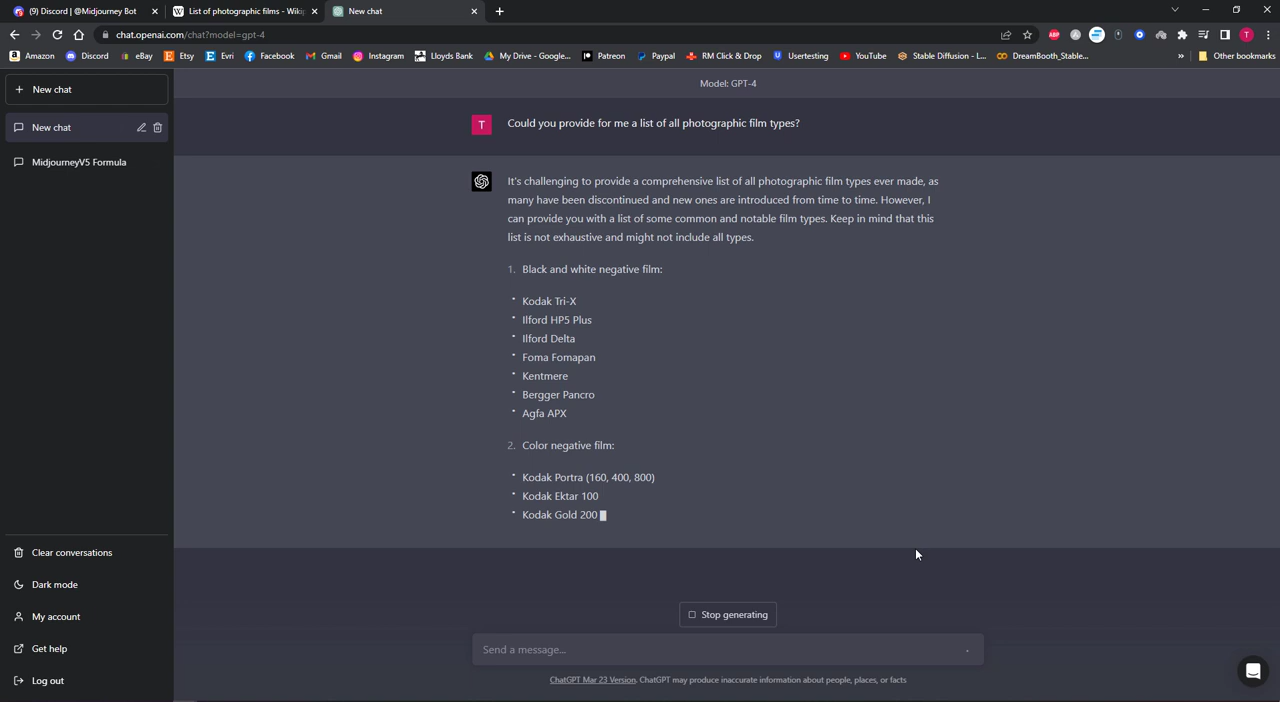 (9) Discord | @Midjourney Bot
List of photographic films - Wikip
New chat
chat.openai.com/chat?model=gpt-4
Amazon
Discord
eBay
Etsy
Evri
Facebook
Gmail
Instagram
Lloyds Bank
My Drive - Google...
Patreon
Paypal
RM Click & Drop
Usertesting
YouTube
Stable Diffusion - L...
DreamBooth_Stable...
»
Other bookmarks
+ New chat
New chat
MidjourneyV5 Formula
Clear conversations
Dark mode
My account
Get help
Log out
Model: GPT-4
T
Could you provide for me a list of all photographic film types?
It's challenging to provide a comprehensive list of all photographic film types ever made, as
many have been discontinued and new ones are introduced from time to time. However, I
can provide you with a list of some common and notable film types. Keep in mind that this
list is not exhaustive and might not include all types.
1. Black and white negative film:
• Kodak Tri-X
• Ilford HP5 Plus
• Ilford Delta
• Foma Fomapan
• Kentmere
• Bergger Pancro
• Agfa APX
2. Color negative film:
• Kodak Portra (160, 400, 800)
• Kodak Ektar 100
• Kodak Gold 200
Stop generating
Send a message...
ChatGPT Mar 23 Version. ChatGPT may produce inaccurate information about people, places, or facts